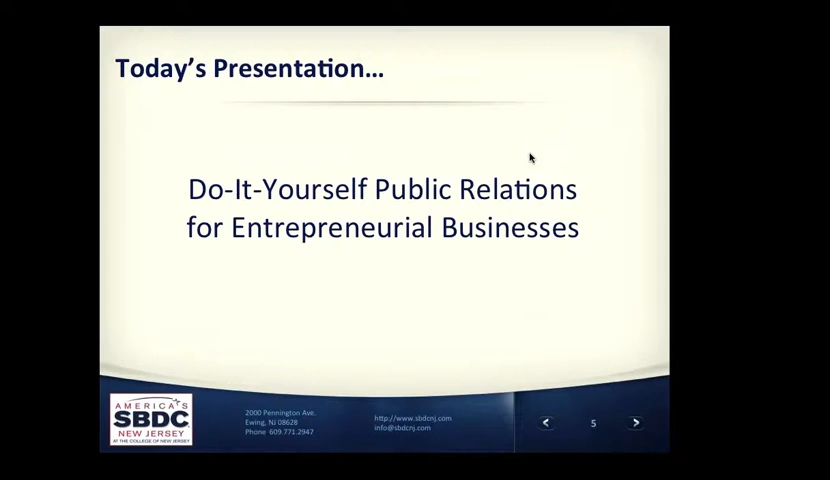 Today's Presentation...
Do-It-Yourself Public Relations
for Entrepreneurial Businesses
AMERICA'S
SBDC
NEW JERSEY
AT THE COLLEGE OF NEW JERSEY
2000 Pennington Ave.
Ewing, NJ 08628
Phone 609.771.2947
http://www.sbdcnj.com
info@sbdcnj.com
5